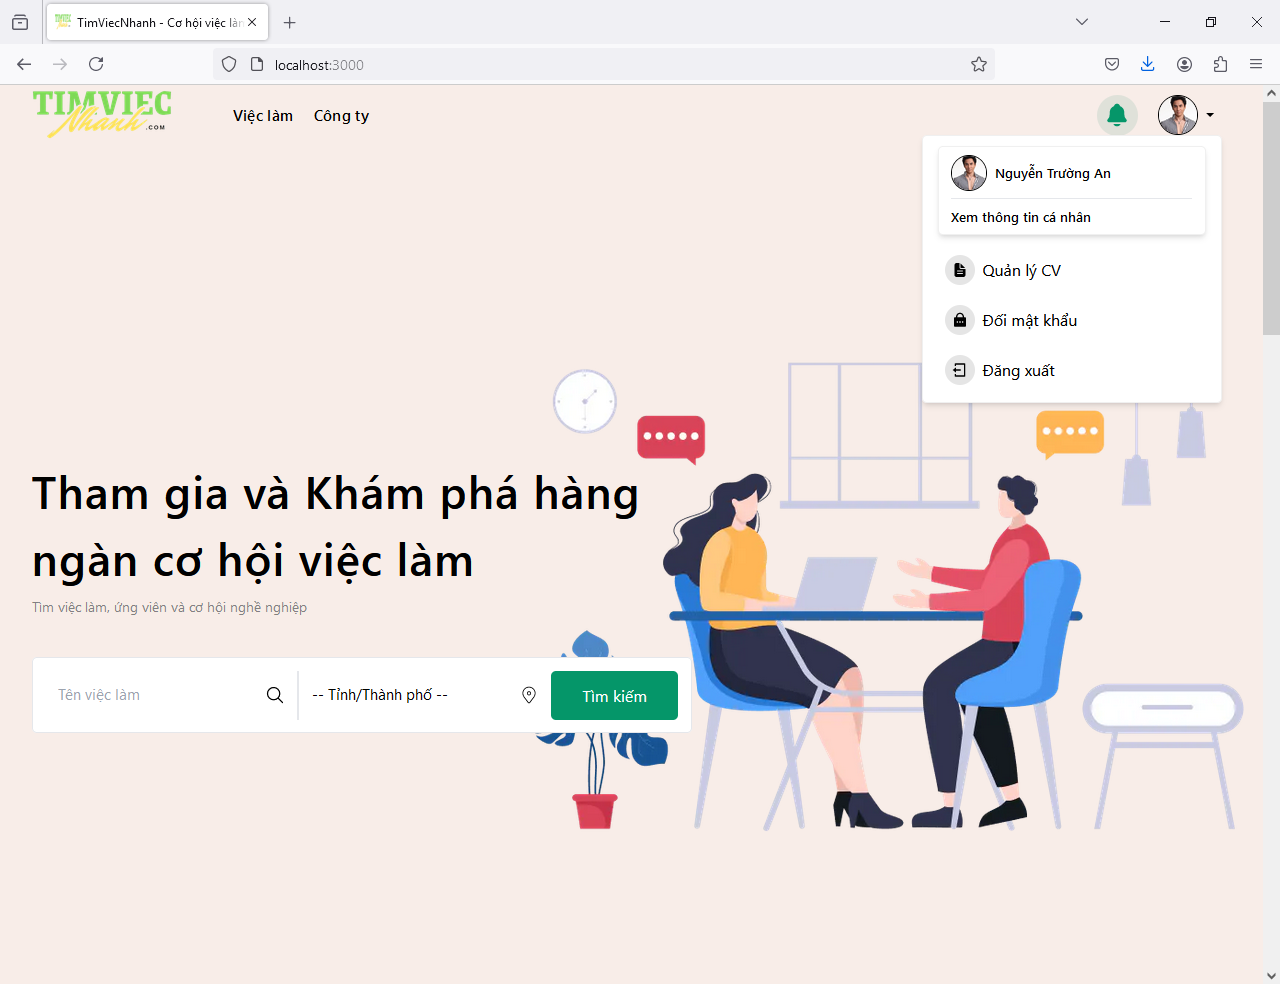 TimViecNhanh - Cơ hội việc làn
localhost:3000
TIMVIEC
Nhanh .COM
Việc làm
Công ty
Nguyễn Trường An
Xem thông tin cá nhân
Quản lý CV
Đổi mật khẩu
Đăng xuất
Tham gia và Khám phá hàng
ngàn cơ hội việc làm
Tìm việc làm, ứng viên và cơ hội nghề nghiệp
Tên việc làm
-- Tỉnh/Thành phố --
Tìm kiếm